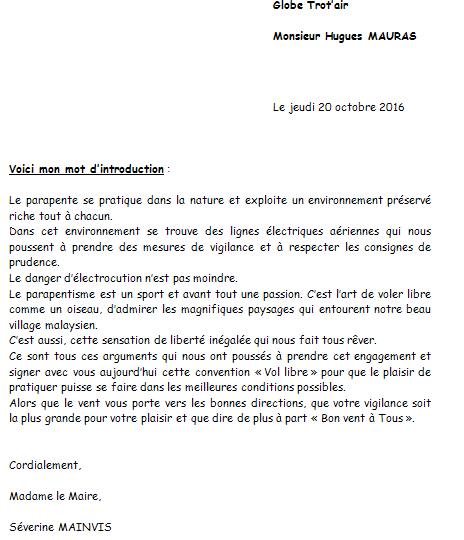 Globe Trot'air
Monsieur Hugues MAURAS
Le jeudi 20 octobre 2016
Voici mon mot d'introduction :
Le parapente se pratique dans la nature et exploite un environnement préservé
riche tout à chacun.
Dans cet environnement se trouve des lignes électriques aériennes qui nous
poussent à prendre des mesures de vigilance et à respecter les consignes de
prudence.
Le danger d'électrocution n'est pas moindre.
Le parapentisme est un sport et avant tout une passion. C'est l'art de voler libre
comme un oiseau, d'admirer les magnifiques paysages qui entourent notre beau
village malaysien.
C'est aussi, cette sensation de liberté inégalée qui nous fait tous rêver.
Ce sont tous ces arguments qui nous ont poussés à prendre cet engagement et
signer avec vous aujourd'hui cette convention « Vol libre » pour que le plaisir de
pratiquer puisse se faire dans les meilleures conditions possibles.
Alors que le vent vous porte vers les bonnes directions, que votre vigilance soit
la plus grande pour votre plaisir et que dire de plus à part « Bon vent à Tous ».
Cordialement,
Madame le Maire,
Séverine MAINVIS